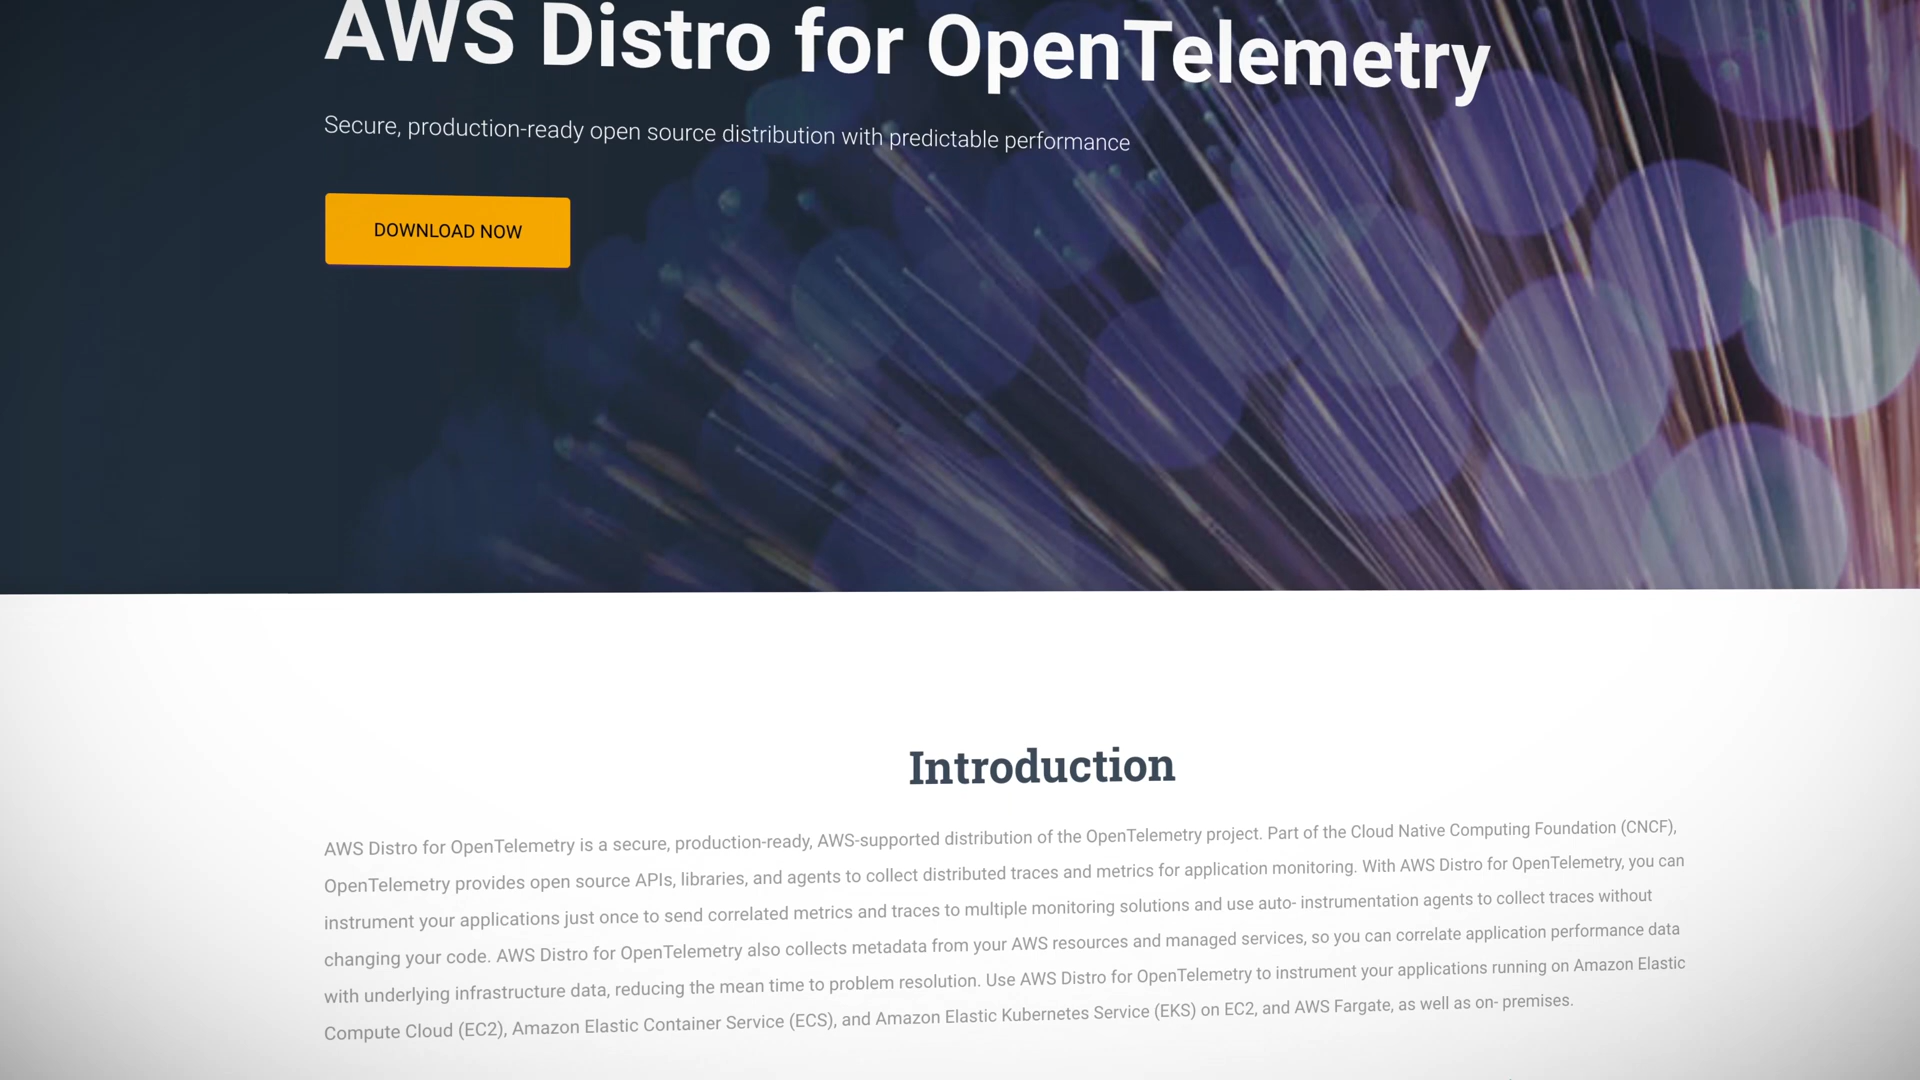 AWS Distro for OpenTelemetry
Secure, production-ready open source distribution with predictable performance
DOWNLOAD NOW
Introduction
AWS Distro for OpenTelemetry is a secure, production-ready, AWS-supported distribution of the OpenTelemetry project. Part of the Cloud Native Computing Foundation (CNCF),
OpenTelemetry provides open source APIs, libraries, and agents to collect distributed traces and metrics for application monitoring. With AWS Distro for OpenTelemetry, you can
instrument your applications just once to send correlated metrics and traces to multiple monitoring solutions and use auto- instrumentation agents to collect traces without
changing your code. AWS Distro for OpenTelemetry also collects metadata from your AWS resources and managed services, so you can correlate application performance data
with underlying infrastructure data, reducing the mean time to problem resolution. Use AWS Distro for OpenTelemetry to instrument your applications running on Amazon Elastic
Compute Cloud (EC2), Amazon Elastic Container Service (ECS), and Amazon Elastic Kubernetes Service (EKS) on EC2, and AWS Fargate, as well as on- premises.